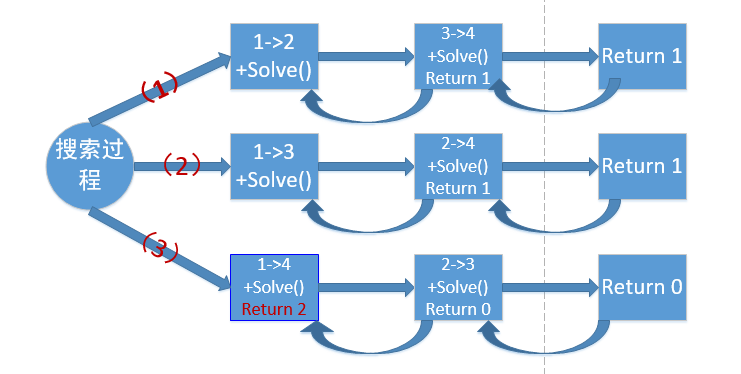 搜索过
程
(1)
1->2
+Solve()
3->4
+Solve()
Return 1
Return 1
(2)
1->3
+Solve()
2->4
+Solve()
Return 1
Return 1
(3)
1->4
+Solve()
Return 2
2->3
+Solve()
Return 0
Return 0